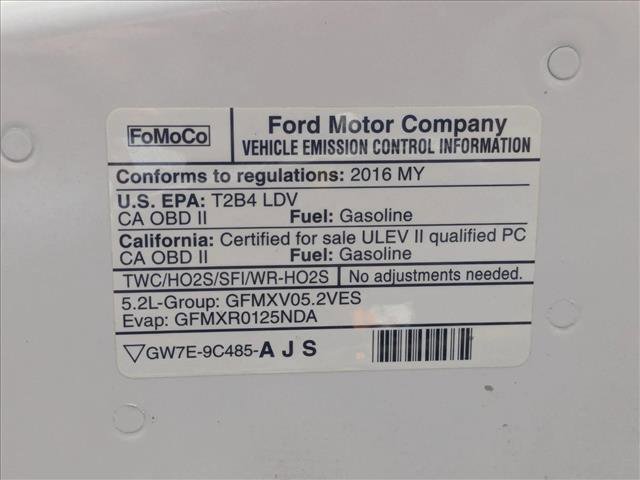 FoMoCo
Ford Motor Company
VEHICLE EMISSION CONTROL INFORMATION
Conforms to regulations: 2016 MY
U.S. EPA: T2B4 LDV
CA OBD II Fuel: Gasoline
California: Certified for sale ULEV II qualified PC
CA OBD II Fuel: Gasoline
TWC/HO2S/SFI/WR-HO2S No adjustments needed.
5.2L-Group: GFMXV05.2VES
Evap: GFMXR0125NDA
▽GW7E-9C485-A J S